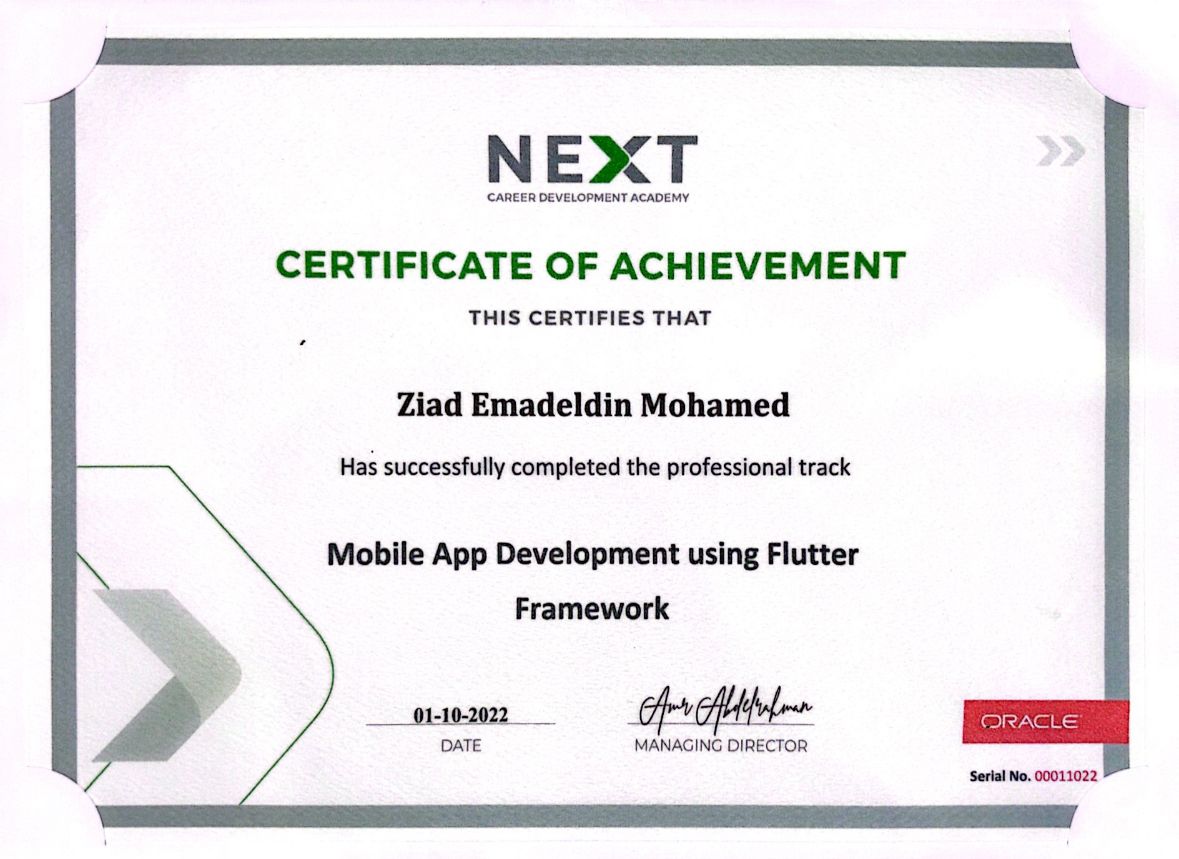 NEXT
CAREER DEVELOPMENT ACADEMY
CERTIFICATE OF ACHIEVEMENT
THIS CERTIFIES THAT
Ziad Emadeldin Mohamed
Has successfully completed the professional track
Mobile App Development using Flutter
Framework
01-10-2022
DATE
Amr Abdelrahman
MANAGING DIRECTOR
ORACLE
Serial No. 00011022